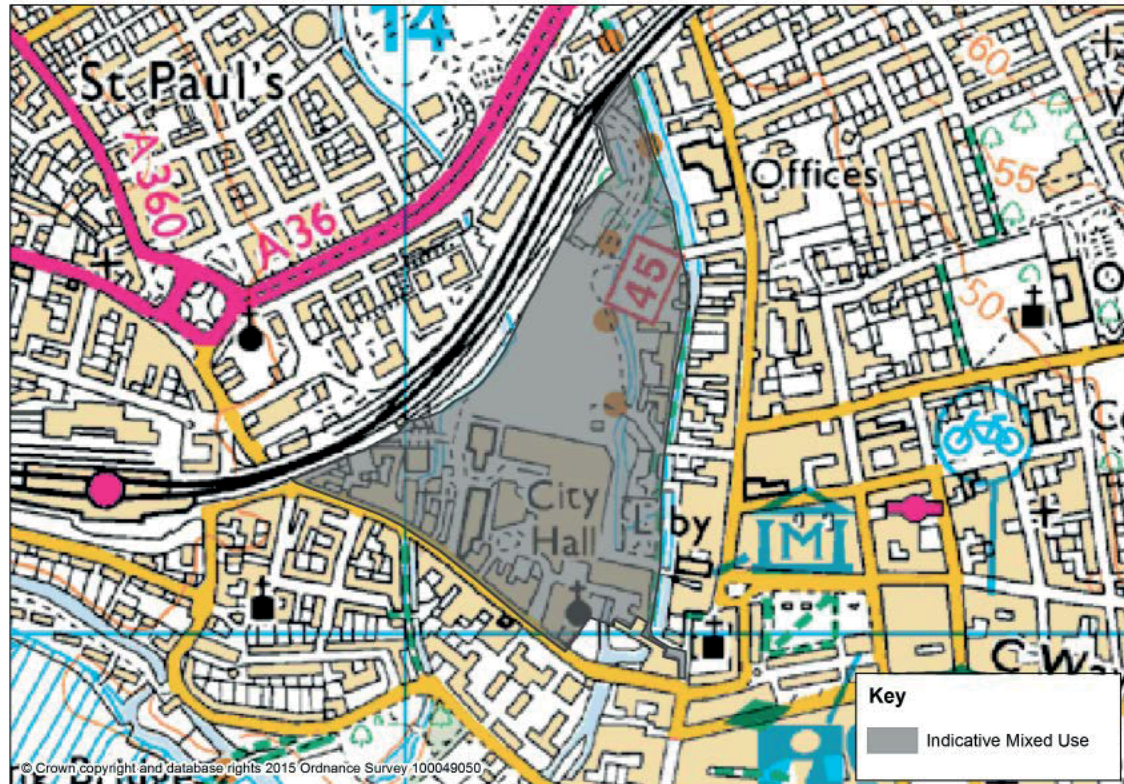 14
St Paul's
60
A 360
A 36
Offices
55
45
50
City
Hall
L by
M
Key
Indicative Mixed Use
© Crown copyright and database rights 2015 Ordnance Survey 100049050